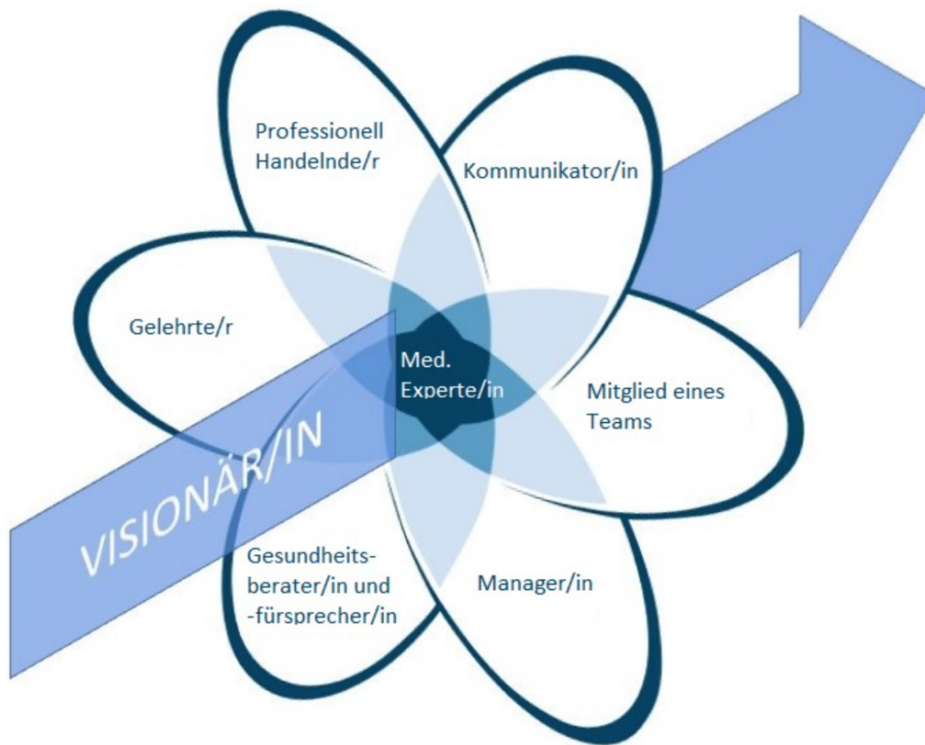 Professionell
Handelnde/r
Kommunikator/in
Gelehrte/r
Med.
Experte/in
Mitglied eines
Teams
VISIONÄR/IN
Gesundheits-
berater/in und
-fürsprecher/in
Manager/in